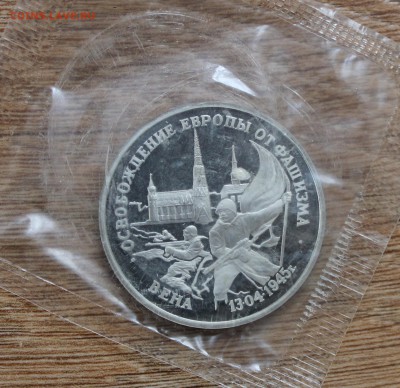 ОСВОБОЖДЕНИЕ ЕВРОПЫ ОТ ФАШИЗМА
ВЕНА 13·04·1945г.